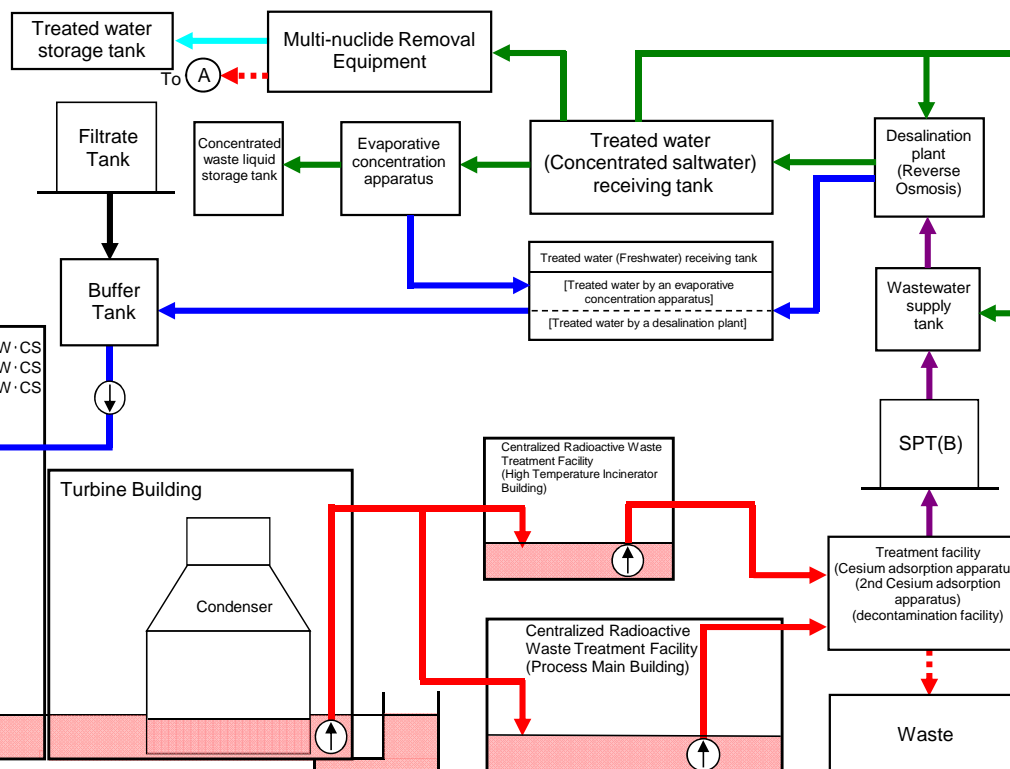 Treated water
storage tank
Multi-nuclide Removal
Equipment
To
A
Filtrate
Tank
Concentrated
waste liquid
storage tank
Evaporative
concentration
apparatus
Treated water
(Concentrated saltwater)
receiving tank
Desalination
plant
(Reverse
Osmosis)
Buffer
Tank
Treated water (Freshwater) receiving tank
[Treated water by an evaporative
concentration apparatus]
[Treated water by a desalination plant]
Wastewater
supply
tank
W·CS
W·CS
W·CS
SPT(B)
Turbine Building
Condenser
Centralized Radioactive Waste
Treatment Facility
(High Temperature Incinerator
Building)
Centralized Radioactive
Waste Treatment Facility
(Process Main Building)
Treatment facility
(Cesium adsorption apparatu
(2nd Cesium adsorption
apparatus)
(decontamination facility)
Waste